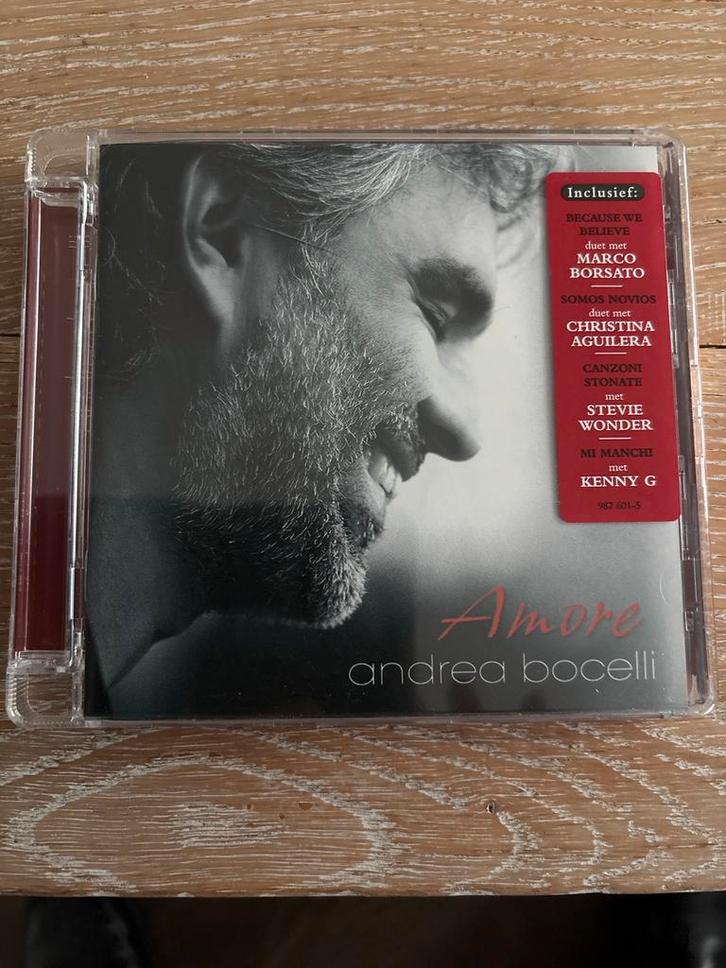 Inclusief:
BECAUSE WE
BELIEVE
duet met
MARCO
BORSATO
SOMOS NOVIOS
duet met
CHRISTINA
AGUILERA
CANZONI
STONATE
met
STEVIE
WONDER
MI MANCHI
met
KENNY G
987 601-5
Amore
andrea bocelli